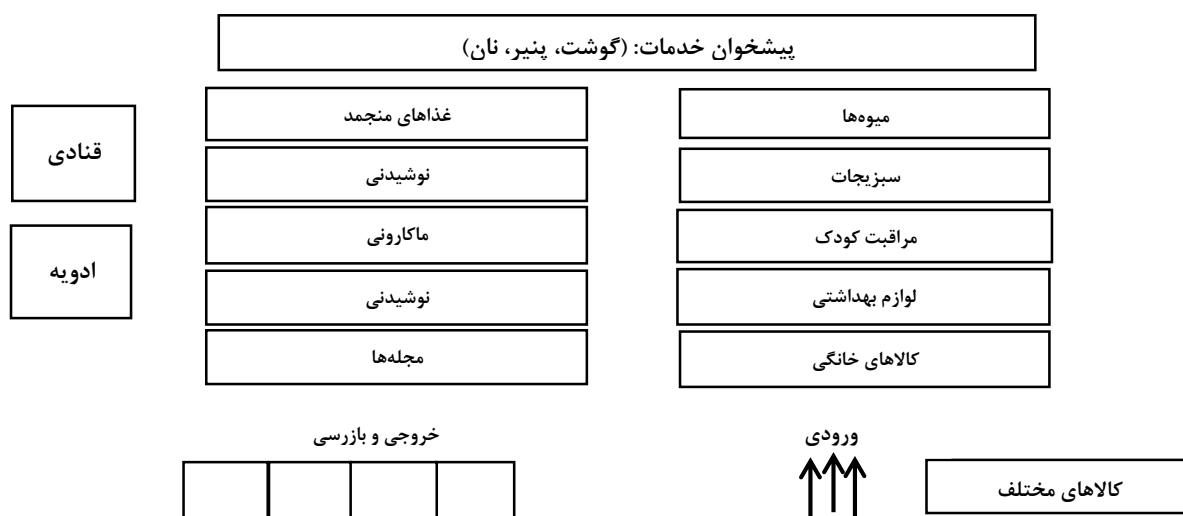 پیشخوان خدمات: (گوشت، پنیر، نان)
میوه‌ها
غذاهای منجمد
قنادی
سبزیجات
نوشیدنی
مراقبت کودک
ماکارونی
ادویه
لوازم بهداشتی
نوشیدنی
کالاهای خانگی
مجله‌ها
ورودی
خروجی و بازرسی
کالاهای مختلف